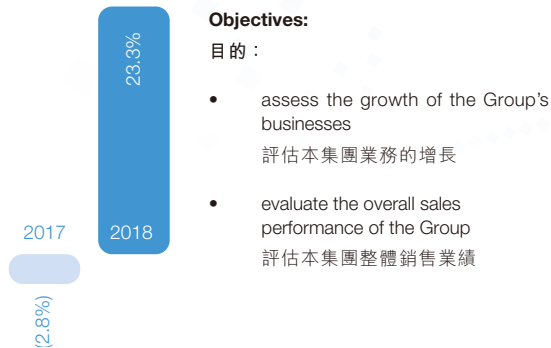 23.3%
2017
2018
(2.8%)
Objectives:
目的：
• assess the growth of the Group's
businesses
評估本集團業務的增長
• evaluate the overall sales
performance of the Group
評估本集團整體銷售業績